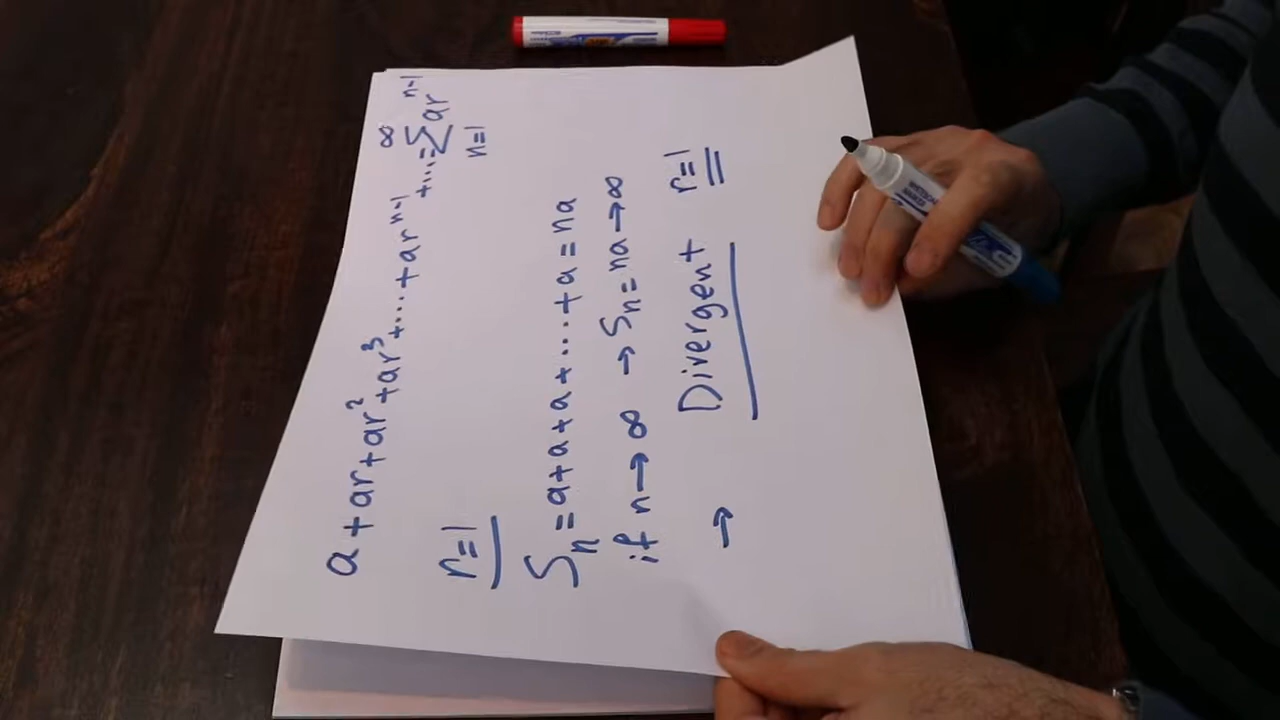 a + ar + ar² + ar³ + ... + arⁿ⁻¹ + ... = ∞ Σ n=1 arⁿ⁻¹
r=1
Sₙ = a + a + a + ... + a = na
if n → ∞ → Sₙ = na → ∞
→ Divergent r=1